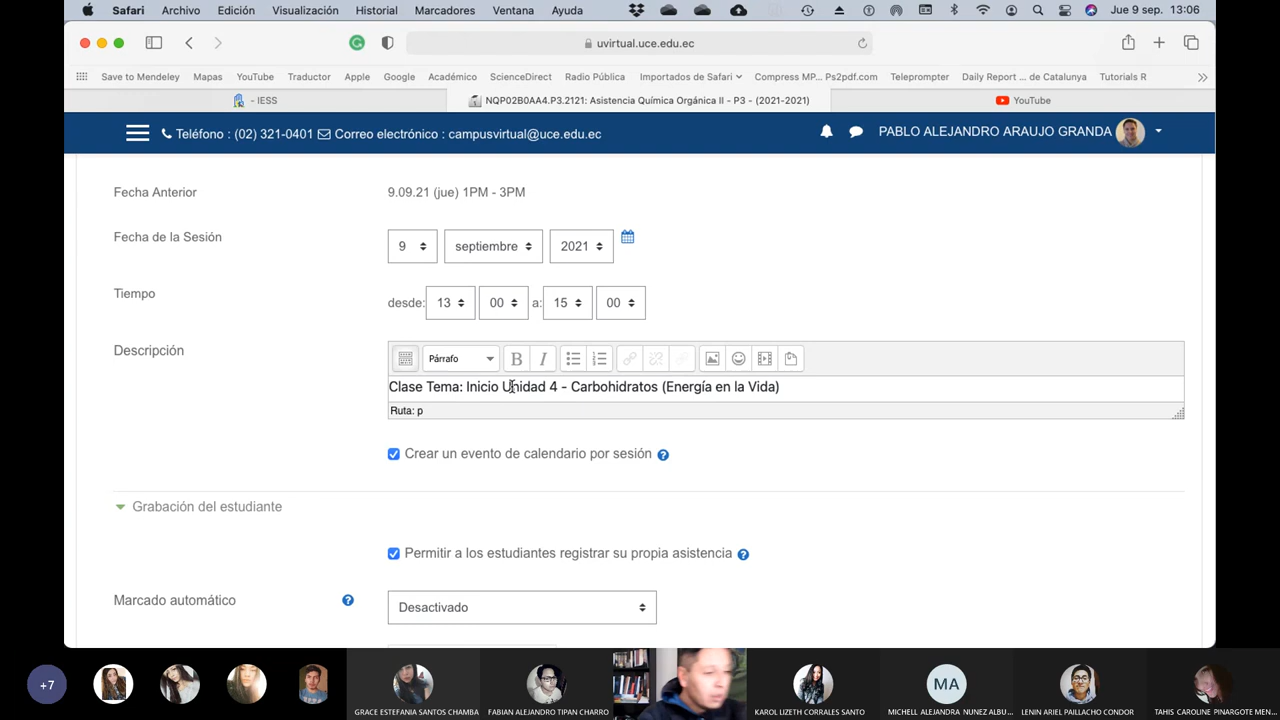 Safari Archivo Edición Visualización Historial Marcadores Ventana Ayuda Jue 9 sep. 13:06
uvirtual.uce.edu.ec
Save to Mendeley Mapas YouTube Traductor Apple Google Académico ScienceDirect Radio Pública Importados de Safari Compress MP... Ps2pdf.com Teleprompter Daily Report ... de Catalunya Tutorials R
- IESS NQP02B0AA4.P3.2121: Asistencia Química Orgánica II - P3 - (2021-2021) YouTube
Teléfono : (02) 321-0401 Correo electrónico : campusvirtual@uce.edu.ec PABLO ALEJANDRO ARAUJO GRANDA
Fecha Anterior 9.09.21 (jue) 1PM - 3PM
Fecha de la Sesión 9 septiembre 2021
Tiempo desde: 13 00 a: 15 00
Descripción
Párrafo B I
Clase Tema: Inicio Unidad 4 - Carbohidratos (Energía en la Vida)
Ruta: p
Crear un evento de calendario por sesión
Grabación del estudiante
Permitir a los estudiantes registrar su propia asistencia
Marcado automático Desactivado
+7 MA
GRACE ESTEFANIA SANTOS CHAMBA FABIAN ALEJANDRO TIPAN CHARRO KAROL LIZETH CORRALES SANTO MICHELL ALEJANDRA NUNEZ ALBU... LENIN ARIEL PAILLACHO CONDOR TAHIS CAROLINE PINARGOTE MEN...